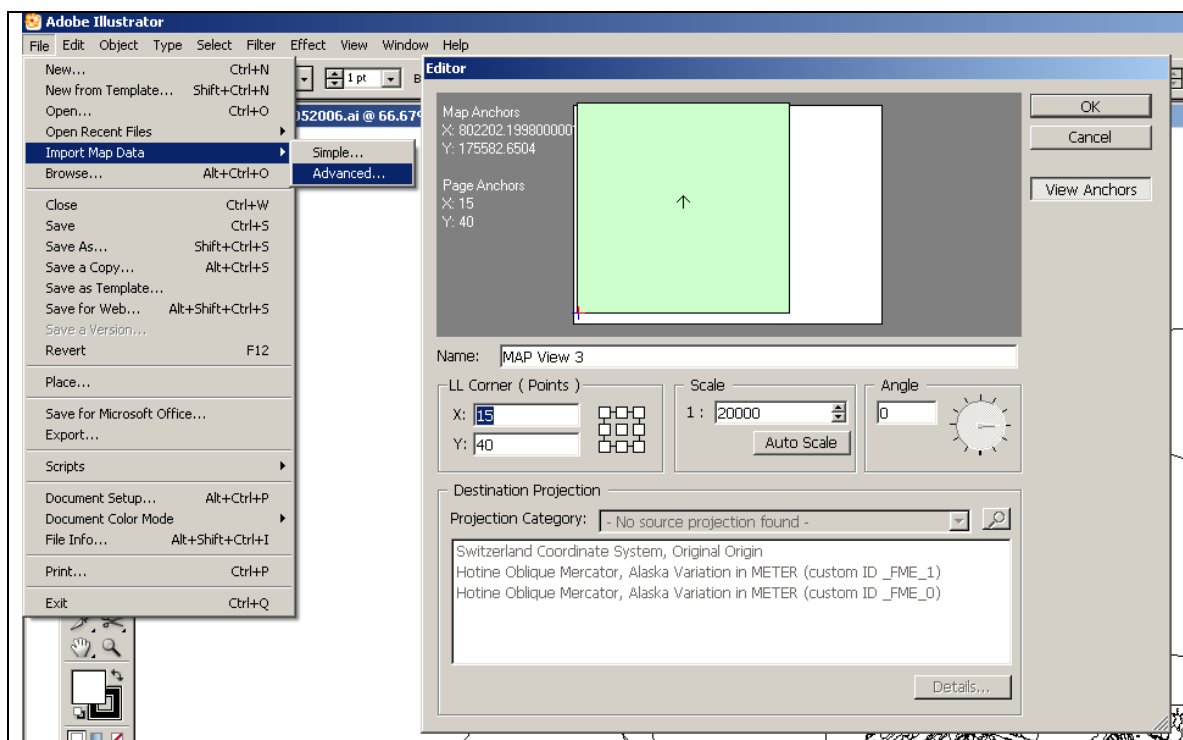 Adobe Illustrator
File Edit Object Type Select Filter Effect View Window Help
New... Ctrl+N
New from Template... Shift+Ctrl+N
Open... Ctrl+O
Open Recent Files
Import Map Data
Browse... Alt+Ctrl+O
Close Ctrl+W
Save Ctrl+S
Save As... Shift+Ctrl+S
Save a Copy... Alt+Ctrl+S
Save as Template...
Save for Web... Alt+Shift+Ctrl+S
Save a Version...
Revert F12
Place...
Save for Microsoft Office...
Export...
Scripts
Document Setup... Alt+Ctrl+P
Document Color Mode
File Info... Alt+Shift+Ctrl+I
Print... Ctrl+P
Exit Ctrl+Q
Simple...
Advanced...
1 pt
B
052006.ai @ 66.67%
Editor
Map Anchors
X: 802202.199800000
Y: 175582.6504
Page Anchors
X: 15
Y: 40
OK
Cancel
View Anchors
Name: MAP View 3
LL Corner ( Points )
X: 15
Y: 40
Scale
1 : 20000
Auto Scale
Angle
0
Destination Projection
Projection Category: - No source projection found -
Switzerland Coordinate System, Original Origin
Hotine Oblique Mercator, Alaska Variation in METER (custom ID _FME_1)
Hotine Oblique Mercator, Alaska Variation in METER (custom ID _FME_0)
Details...